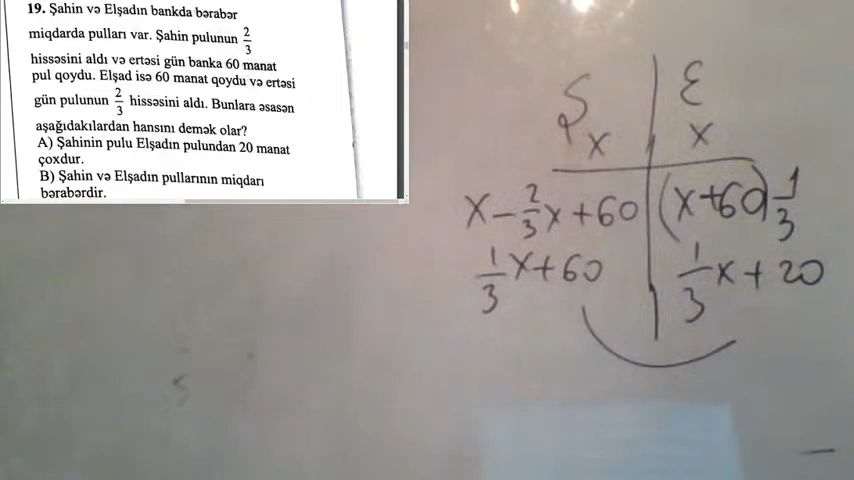 19. Şahin və Elşadın bankda bərabər
miqdarda pulları var. Şahin pulunun 2/3
hissəsini aldı və ertəsi gün banka 60 manat
pul qoydu. Elşad isə 60 manat qoydu və ertəsi
gün pulunun 2/3 hissəsini aldı. Bunlara əsasən
aşağıdakılardan hansını demək olar?
A) Şahinin pulu Elşadın pulundan 20 manat
çoxdur.
B) Şahin və Elşadın pullarının miqdarı
bərabərdir.
Ş | E
x | x
x - 2/3 x + 60 | (x + 60) 1/3
1/3 x + 60 | 1/3 x + 20